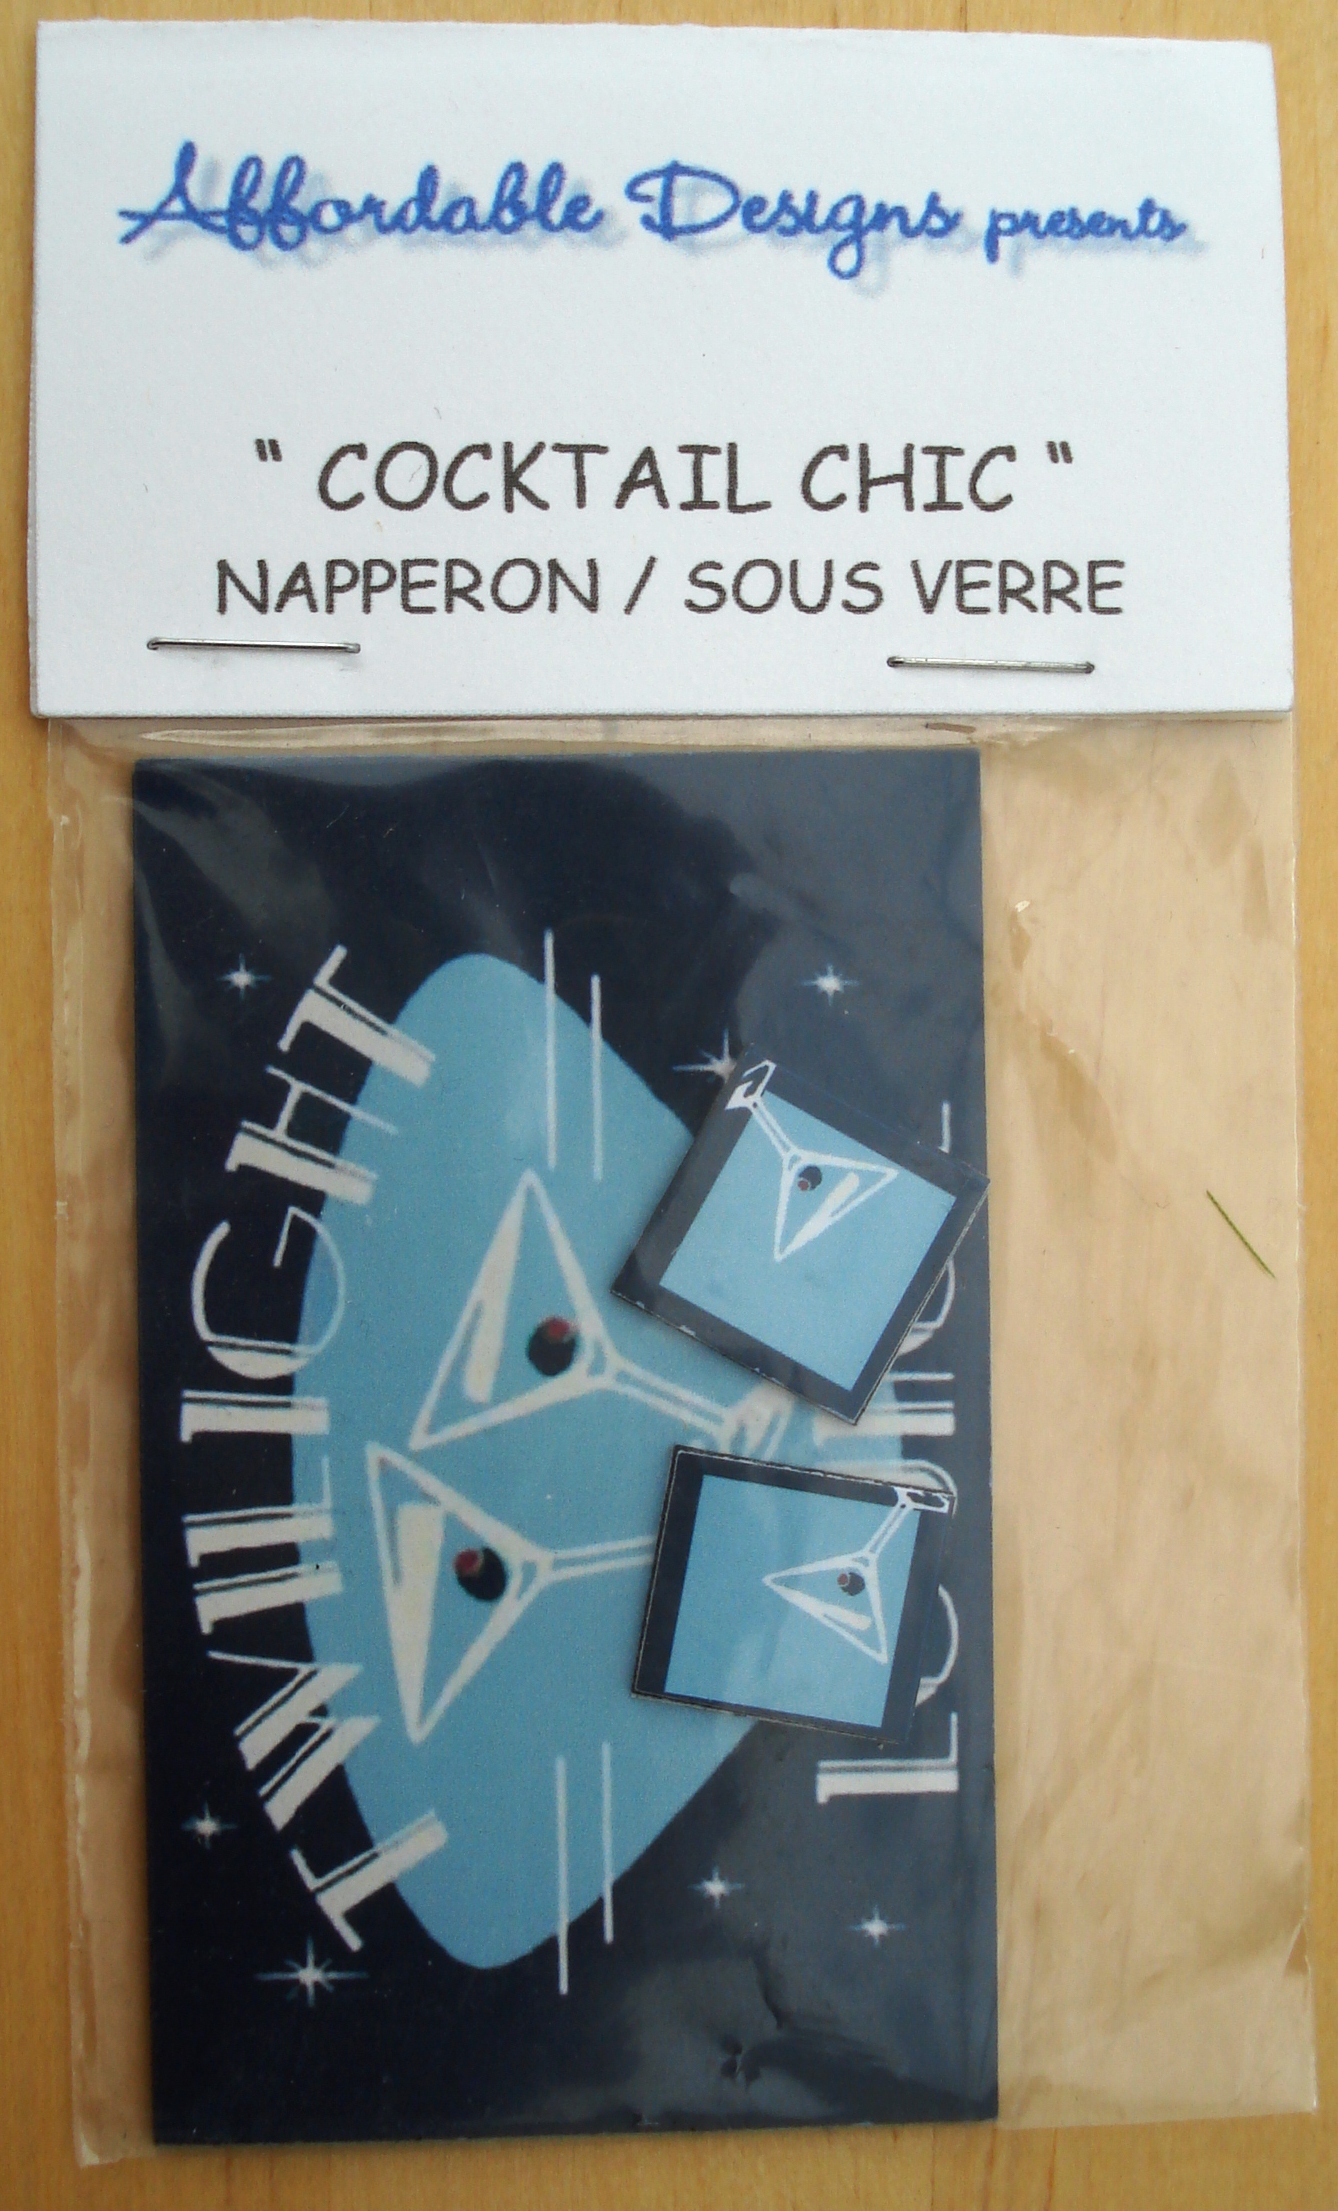 Affordable Designs presents
" COCKTAIL CHIC "
NAPPERON / SOUS VERRE
TWILIGHT